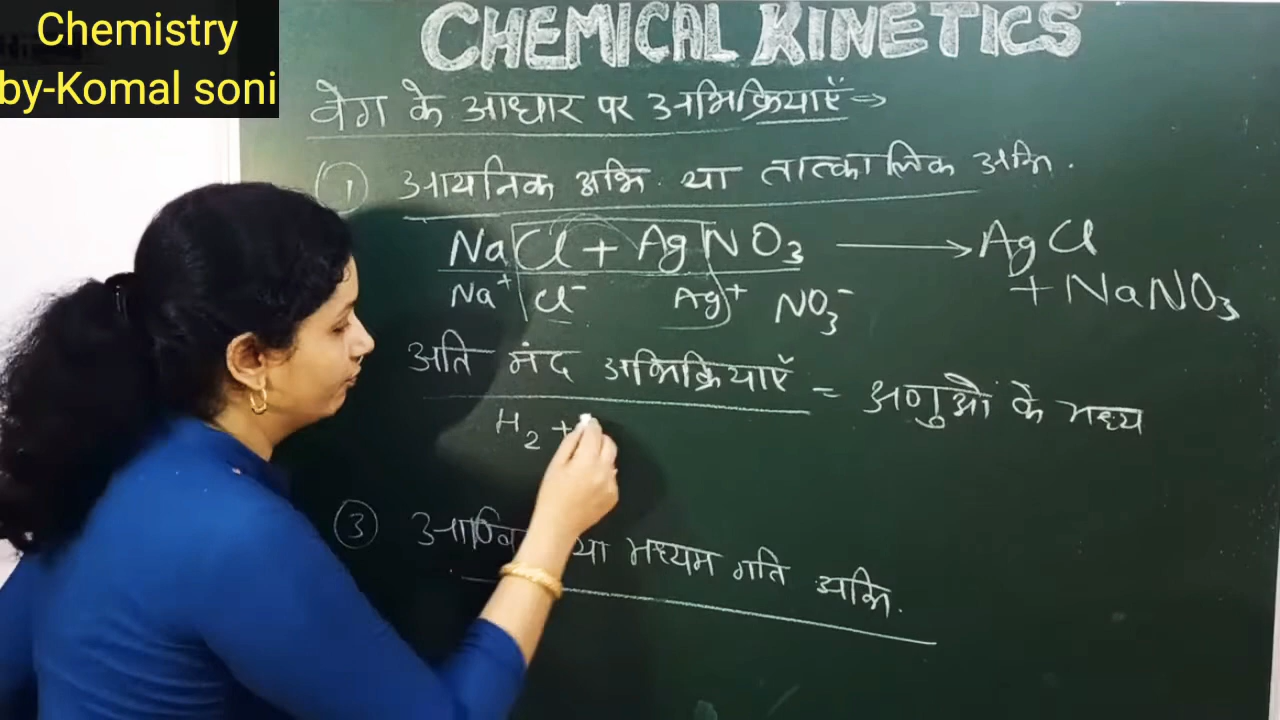 Chemistry
by-Komal soni
CHEMICAL KINETICS
वेग के आधार पर अभिक्रियाएँ →
① आयनिक अभि. या तात्कालिक अभि.
NaCl + AgNO₃ → AgCl
+ NaNO₃
Na⁺ Cl⁻ Ag⁺ NO₃⁻
अति मंद अभिक्रियाएँ = अणुओं के मध्य
H₂ +
③ या मध्यम गति अभि.